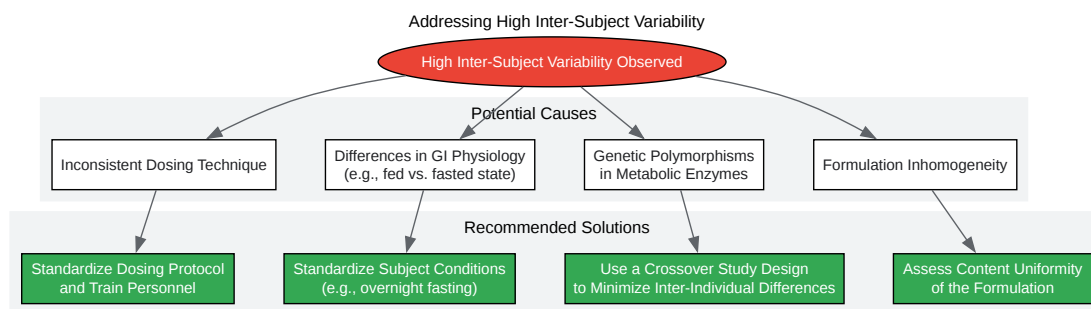 Addressing High Inter-Subject Variability
High Inter-Subject Variability Observed
Potential Causes
Inconsistent Dosing Technique
Differences in GI Physiology
(e.g., fed vs. fasted state)
Genetic Polymorphisms
in Metabolic Enzymes
Formulation Inhomogeneity
Recommended Solutions
Standardize Dosing Protocol
and Train Personnel
Standardize Subject Conditions
(e.g., overnight fasting)
Use a Crossover Study Design
to Minimize Inter-Individual Differences
Assess Content Uniformity
of the Formulation